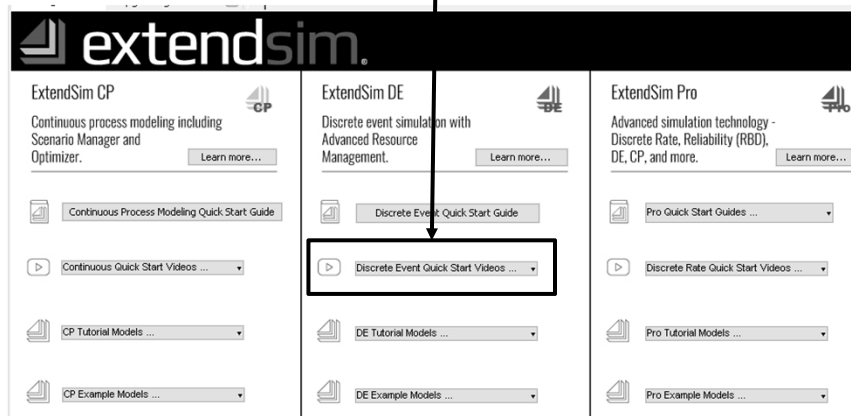 extendsim.
ExtendSim CP
CP
Continuous process modeling including
Scenario Manager and
Optimizer.
Learn more...
Continuous Process Modeling Quick Start Guide
Continuous Quick Start Videos ...
CP Tutorial Models ...
CP Example Models ...
ExtendSim DE
DE
Discrete event simulation with
Advanced Resource
Management.
Learn more...
Discrete Event Quick Start Guide
Discrete Event Quick Start Videos ...
DE Tutorial Models ...
DE Example Models ...
ExtendSim Pro
Pro
Advanced simulation technology -
Discrete Rate, Reliability (RBD),
DE, CP, and more.
Learn more...
Pro Quick Start Guides ...
Discrete Rate Quick Start Videos ...
Pro Tutorial Models ...
Pro Example Models ...